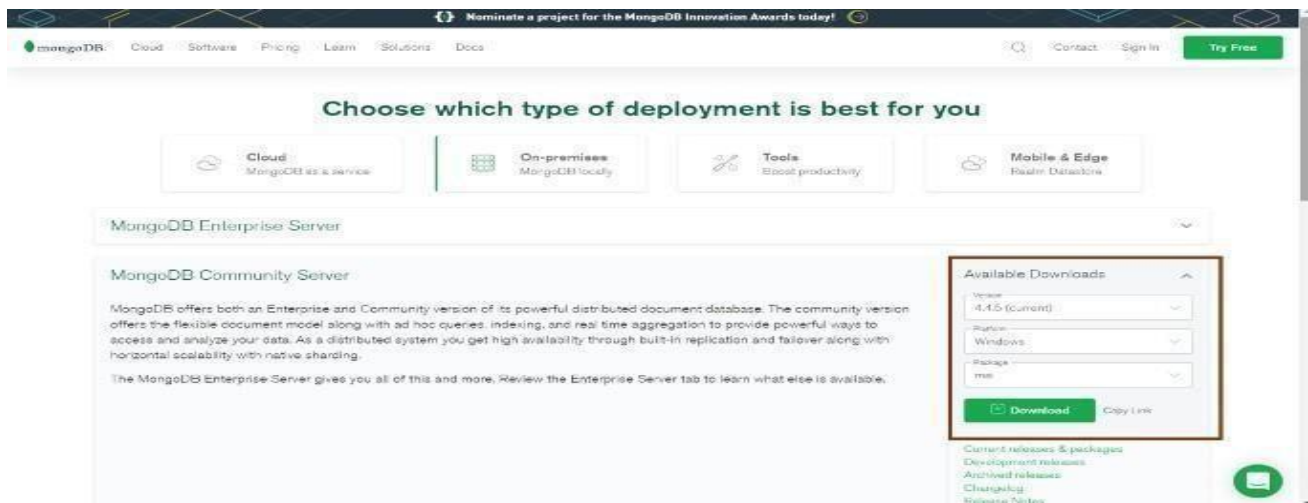 Nominate a project for the MongoDB Innovation Awards today!
mongoDB. Cloud Software Pricing Learn Solutions Docs Contact Sign In Try Free
Choose which type of deployment is best for you
Cloud
MongoDB as a service
On-premises
MongoDB locally
Tools
Boost productivity
Mobile & Edge
Realm Datastore
MongoDB Enterprise Server
MongoDB Community Server
MongoDB offers both an Enterprise and Community version of its powerful distributed document database. The community version
offers the flexible document model along with ad hoc queries, indexing, and real time aggregation to provide powerful ways to
access and analyze your data. As a distributed system you get high availability through built-in replication and failover along with
horizontal scalability with native sharding.
The MongoDB Enterprise Server gives you all of this and more. Review the Enterprise Server tab to learn what else is available.
Available Downloads
Version
4.4.5 (current)
Platform
Windows
Package
msi
Download Copy Link
Current releases & packages
Development releases
Archived releases
Changelog
Release Notes